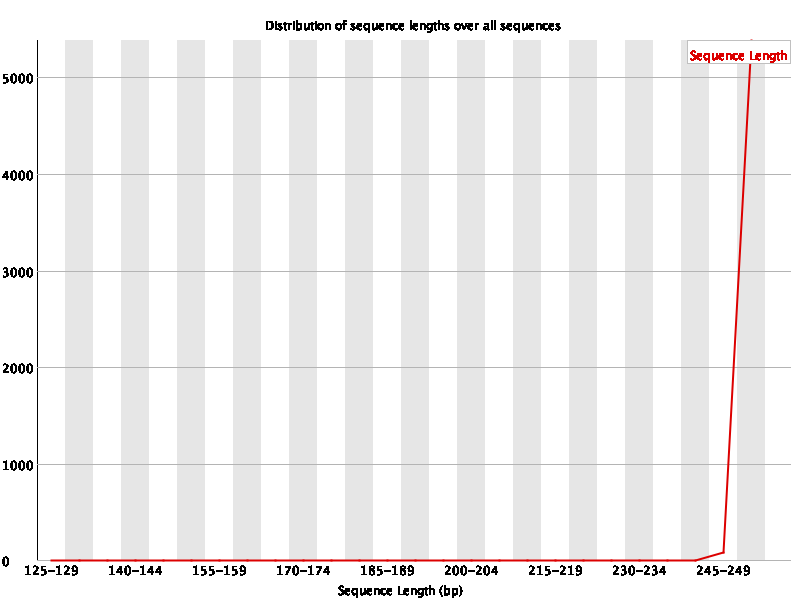 Distribution of sequence lengths over all sequences
Sequence Length
5000
4000
3000
2000
1000
0
125-129 140-144 155-159 170-174 185-189 200-204 215-219 230-234 245-249
Sequence Length (bp)